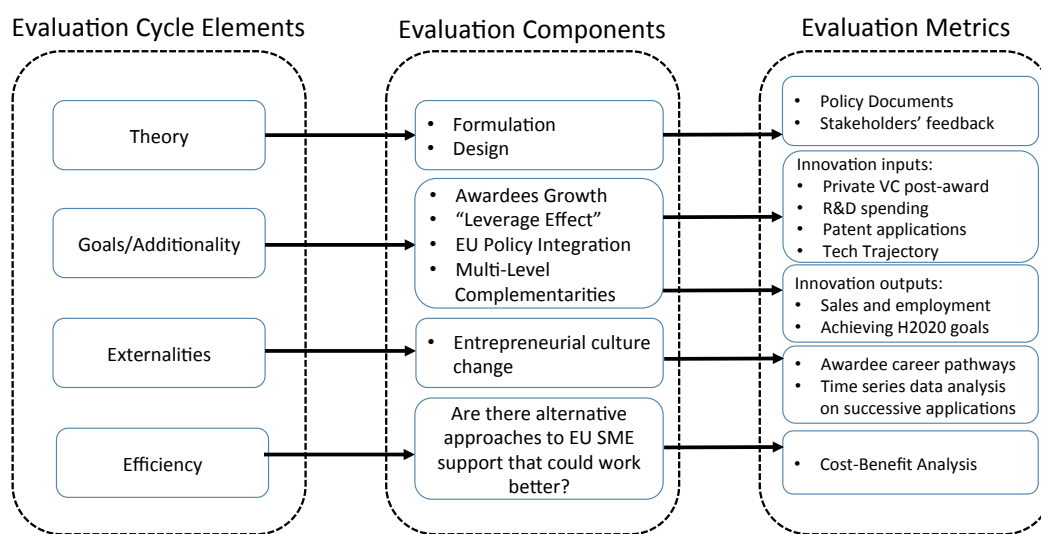 Evaluation Cycle Elements
Theory
Goals/Additionality
Externalities
Efficiency
Evaluation Components
• Formulation
• Design
• Awardees Growth
• “Leverage Effect”
• EU Policy Integration
• Multi-Level
Complementarities
• Entrepreneurial culture
change
Are there alternative
approaches to EU SME
support that could work
better?
Evaluation Metrics
• Policy Documents
• Stakeholders’ feedback
Innovation inputs:
• Private VC post-award
• R&D spending
• Patent applications
• Tech Trajectory
Innovation outputs:
• Sales and employment
• Achieving H2020 goals
• Awardee career pathways
• Time series data analysis
on successive applications
• Cost-Benefit Analysis